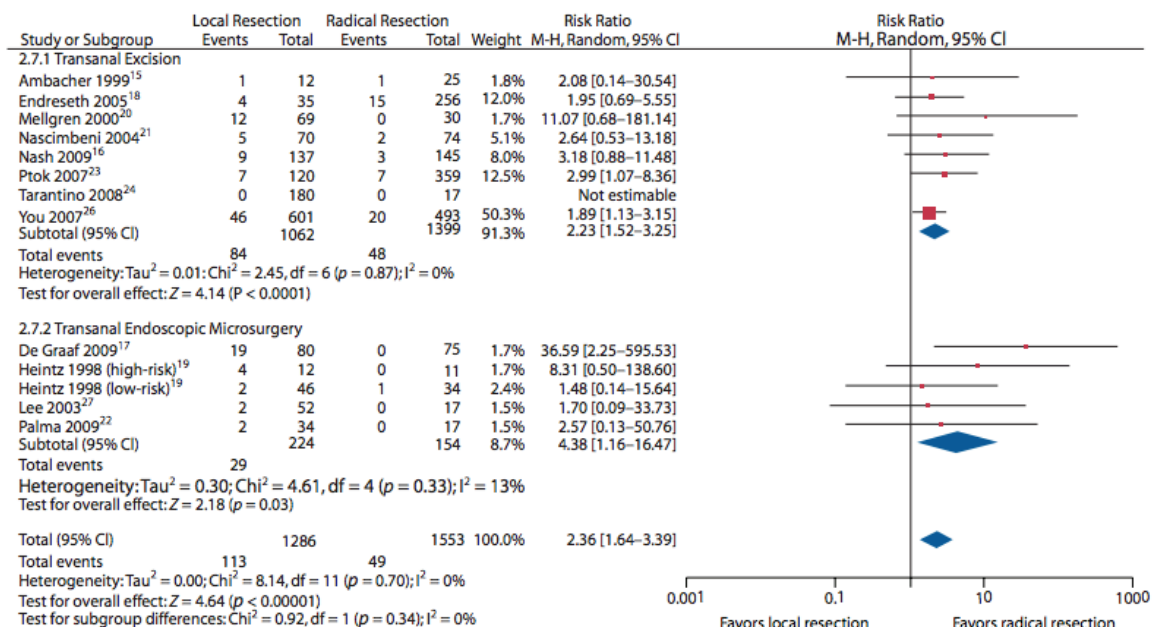 Local Resection Radical Resection Risk Ratio Risk Ratio
Study or Subgroup Events Total Events Total Weight M-H, Random, 95% CI M-H, Random, 95% CI
2.7.1 Transanal Excision
Ambacher 1999¹⁵ 1 12 1 25 1.8% 2.08 [0.14–30.54]
Endreseth 2005¹⁸ 4 35 15 256 12.0% 1.95 [0.69–5.55]
Mellgren 2000²⁰ 12 69 0 30 1.7% 11.07 [0.68–181.14]
Nascimbeni 2004²¹ 5 70 2 74 5.1% 2.64 [0.53–13.18]
Nash 2009¹⁶ 9 137 3 145 8.0% 3.18 [0.88–11.48]
Ptok 2007²³ 7 120 7 359 12.5% 2.99 [1.07–8.36]
Tarantino 2008²⁴ 0 180 0 17 Not estimable
You 2007²⁶ 46 601 20 493 50.3% 1.89 [1.13–3.15]
Subtotal (95% CI) 1062 1399 91.3% 2.23 [1.52–3.25]
Total events 84 48
Heterogeneity: Tau² = 0.01: Chi² = 2.45, df = 6 (p = 0.87); I² = 0%
Test for overall effect: Z = 4.14 (P < 0.0001)
2.7.2 Transanal Endoscopic Microsurgery
De Graaf 2009¹⁷ 19 80 0 75 1.7% 36.59 [2.25–595.53]
Heintz 1998 (high-risk)¹⁹ 4 12 0 11 1.7% 8.31 [0.50–138.60]
Heintz 1998 (low-risk)¹⁹ 2 46 1 34 2.4% 1.48 [0.14–15.64]
Lee 2003²⁷ 2 52 0 17 1.5% 1.70 [0.09–33.73]
Palma 2009²² 2 34 0 17 1.5% 2.57 [0.13–50.76]
Subtotal (95% CI) 224 154 8.7% 4.38 [1.16–16.47]
Total events 29
Heterogeneity: Tau² = 0.30; Chi² = 4.61, df = 4 (p = 0.33); I² = 13%
Test for overall effect: Z = 2.18 (p = 0.03)
Total (95% CI) 1286 1553 100.0% 2.36 [1.64–3.39]
Total events 113 49
Heterogeneity: Tau² = 0.00; Chi² = 8.14, df = 11 (p = 0.70); I² = 0%
Test for overall effect: Z = 4.64 (p < 0.00001)
Test for subgroup differences: Chi² = 0.92, df = 1 (p = 0.34); I² = 0%
0.001 0.1 10 1000
Favors local resection Favors radical resection